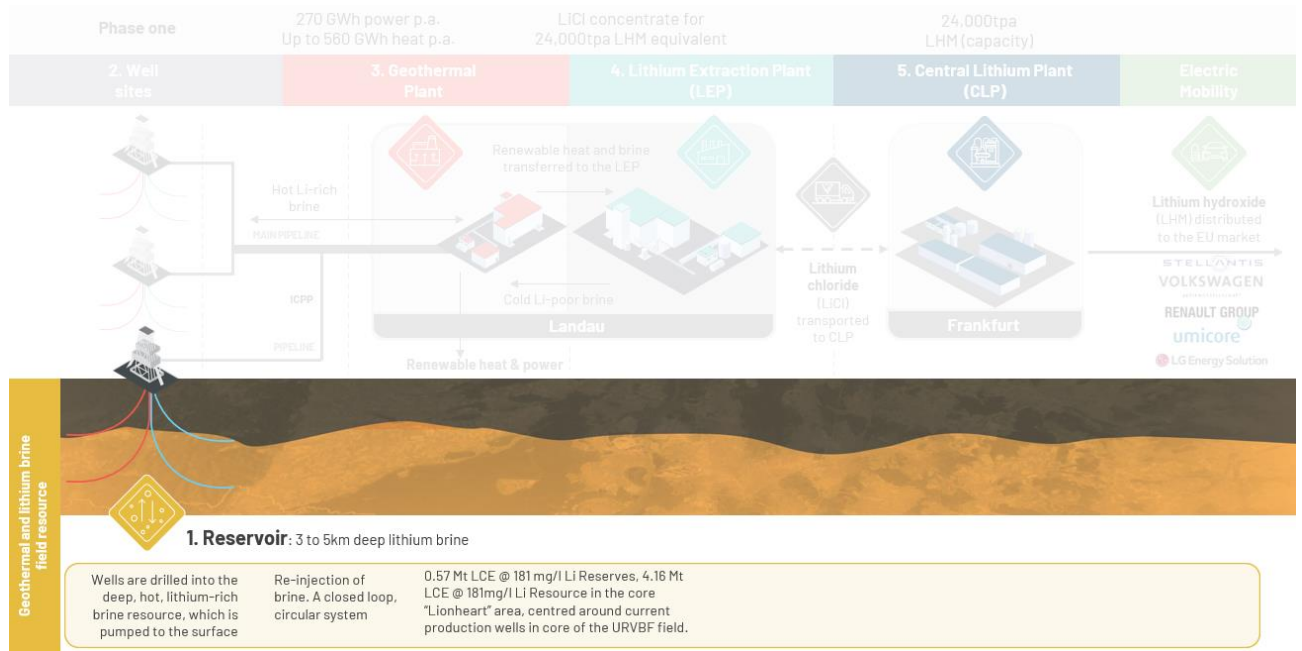 Phase one
270 GWh power p.a.
Up to 560 GWh heat p.a.
LiCl concentrate for
24,000tpa LHM equivalent
24,000tpa
LHM (capacity)
2. Well
sites
3. Geothermal
Plant
4. Lithium Extraction Plant
(LEP)
5. Central Lithium Plant
(CLP)
Electric
Mobility
Renewable heat and brine
transferred to the LEP
Hot Li-rich
brine
MAIN PIPELINE
ICPP
PIPELINE
Cold Li-poor brine
Landau
Renewable heat & power
Lithium
chloride
(LiCl)
transported
to CLP
Frankfurt
Lithium hydroxide
(LHM) distributed
to the EU market
STELLANTIS
VOLKSWAGEN
RENAULT GROUP
umicore
LG Energy Solution
Geothermal and lithium brine
field resource
1. Reservoir: 3 to 5km deep lithium brine
Wells are drilled into the
deep, hot, lithium-rich
brine resource, which is
pumped to the surface
Re-injection of
brine. A closed loop,
circular system
0.57 Mt LCE @ 181 mg/l Li Reserves, 4.16 Mt
LCE @ 181mg/l Li Resource in the core
"Lionheart" area, centred around current
production wells in core of the URVBF field.